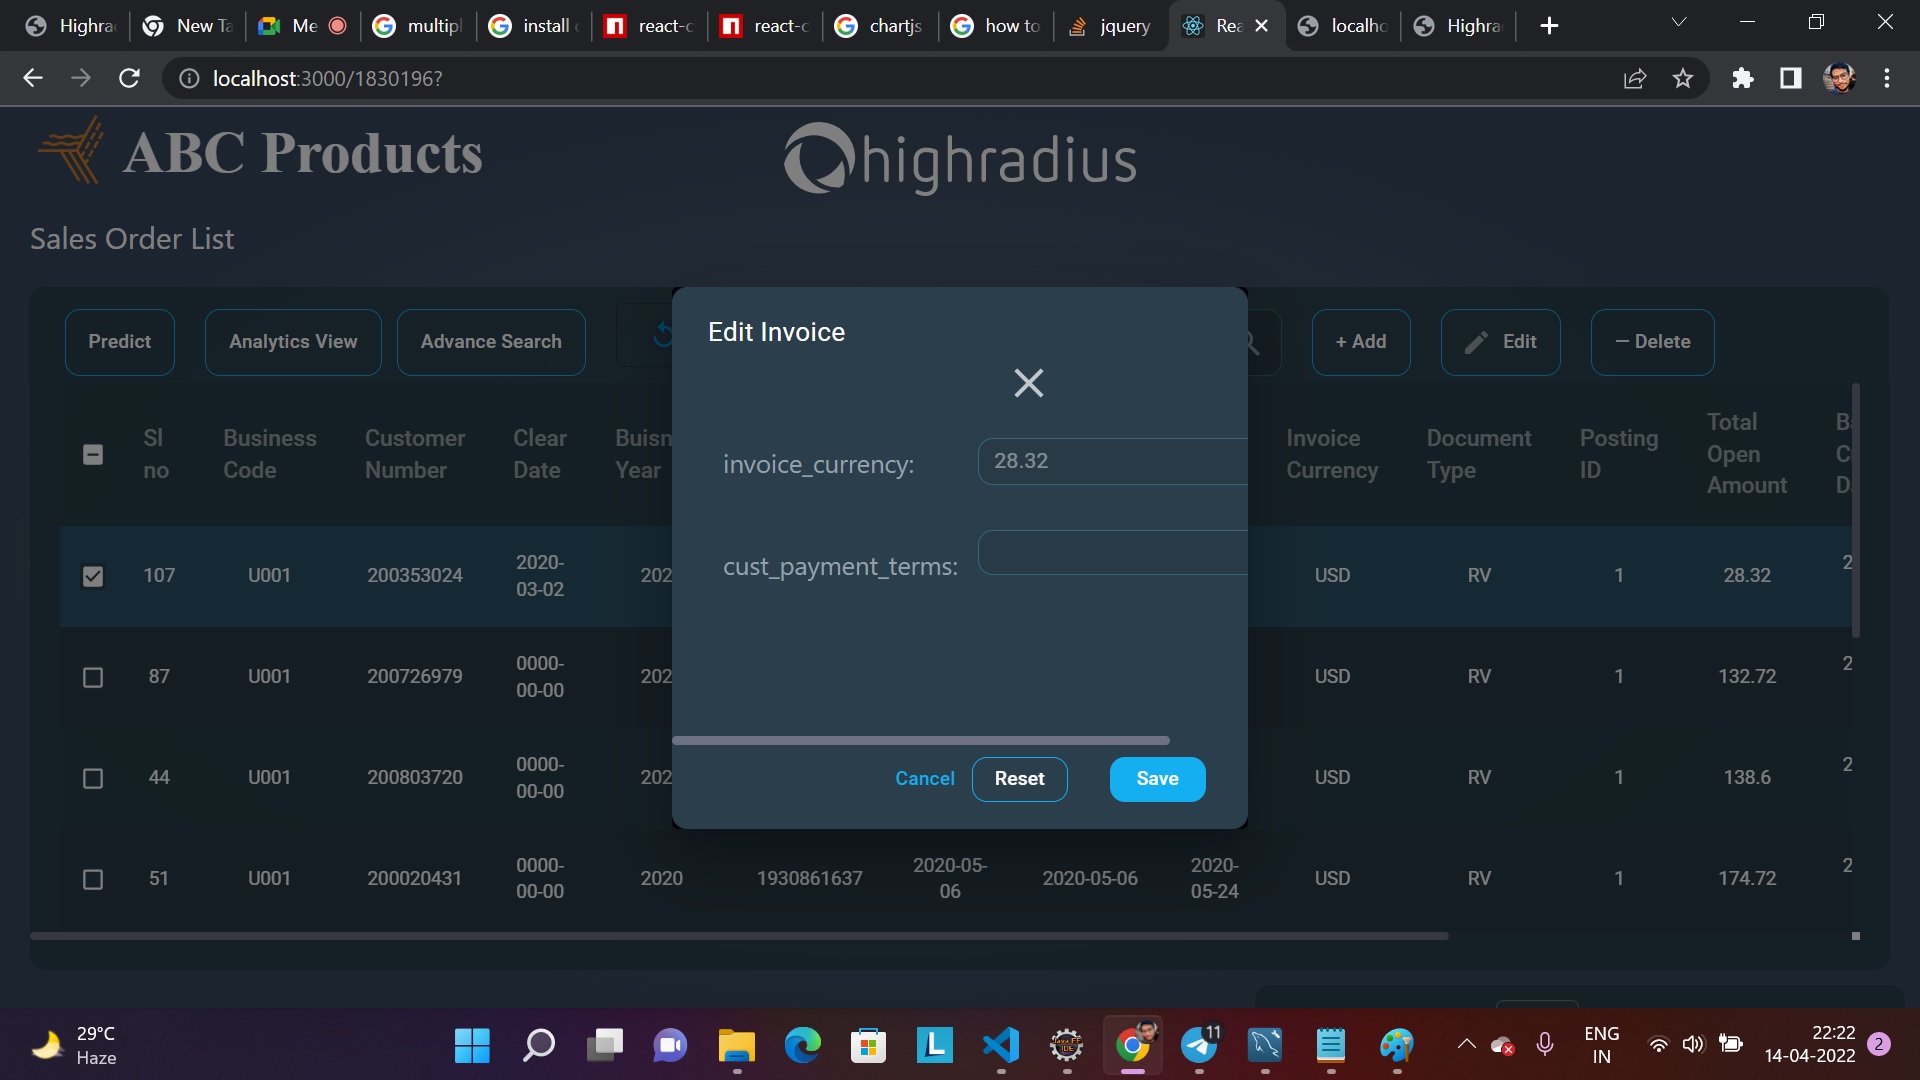 Highra
New Ta
Me
multipl
install c
react-c
react-c
chartjs
how to
jquery
Rea
localho
Highra
localhost:3000/1830196?
ABC Products
highradius
Sales Order List
Predict
Analytics View
Advance Search
+ Add
Edit
— Delete
Edit Invoice
invoice_currency:
28.32
cust_payment_terms:
Cancel
Reset
Save
Sl no
Business Code
Customer Number
Clear Date
Buisn
Year
Invoice Currency
Document Type
Posting ID
Total Open Amount
107 U001 200353024 2020-03-02 202 USD RV 1 28.32 2
87 U001 200726979 0000-00-00 202 USD RV 1 132.72 2
44 U001 200803720 0000-00-00 202 USD RV 1 138.6 2
51 U001 200020431 0000-00-00 2020 1930861637 2020-05-06 2020-05-06 2020-05-24 USD RV 1 174.72 2
29°C
Haze
L
11
ENG
IN
22:22
14-04-2022
2